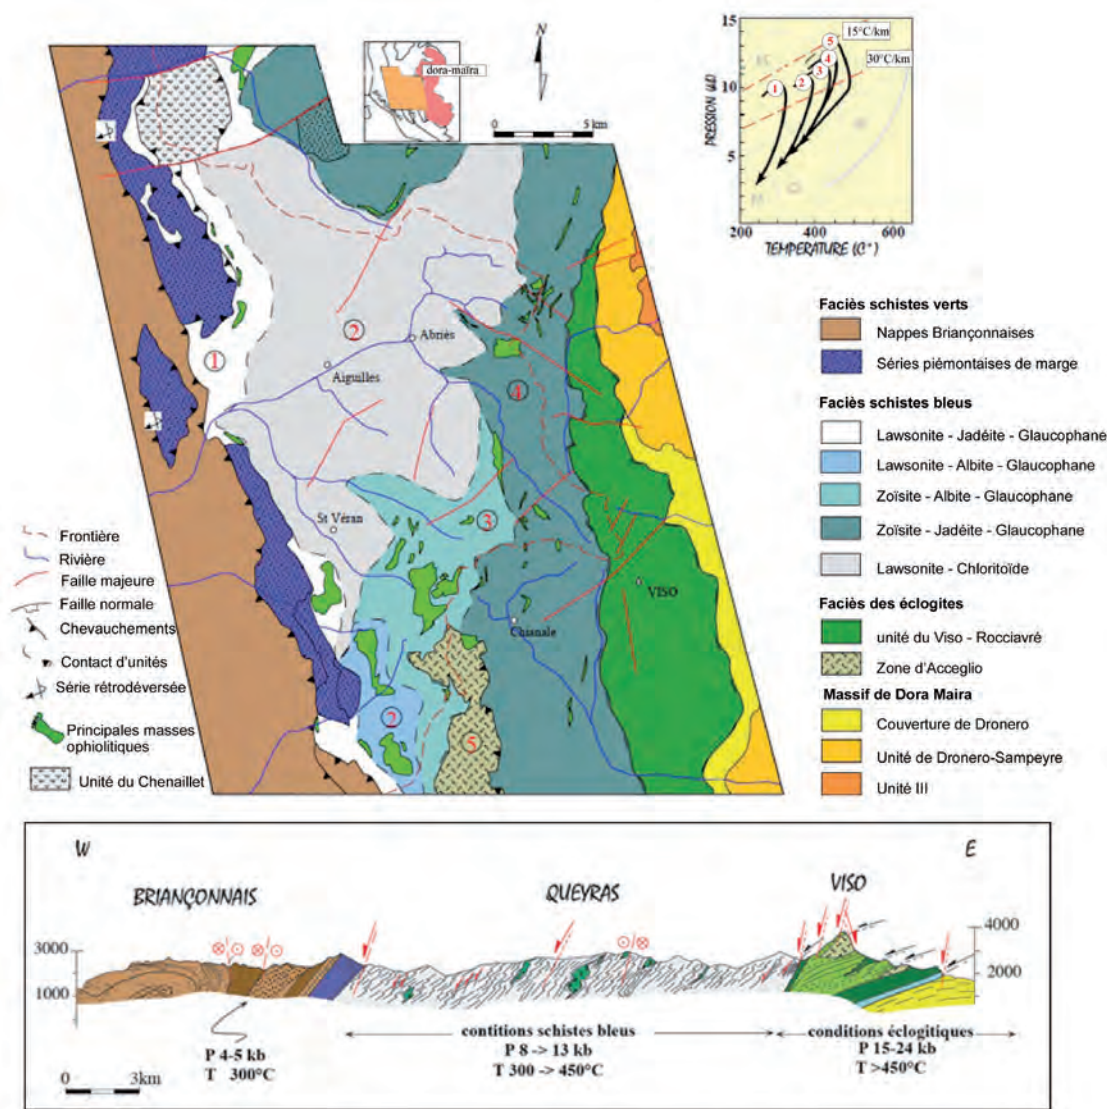 N
dora-maïra
0
5 km
15
10
5
15°C/km
30°C/km
5
4
3
2
1
200
400
600
TEMPERATURE (C°)
1
2
Abriès
Aiguilles
4
St Véran
3
VISO
Chianale
2
5
Frontière
Rivière
Faille majeure
Faille normale
Chevauchements
Contact d'unités
Série rétrodéversée
Principales masses
ophiolitiques
Unité du Chenaillet
Faciès schistes verts
Nappes Briançonnaises
Séries piémontaises de marge
Faciès schistes bleus
Lawsonite - Jadéite - Glaucophane
Lawsonite - Albite - Glaucophane
Zoïsite - Albite - Glaucophane
Zoïsite - Jadéite - Glaucophane
Lawsonite - Chloritoïde
Faciès des éclogites
unité du Viso - Rocciavré
Zone d'Acceglio
Massif de Dora Maira
Couverture de Dronero
Unité de Dronero-Sampeyre
Unité III
W
E
BRIANÇONNAIS
QUEYRAS
VISO
3000
1000
4000
2000
contitions schistes bleus
conditions éclogitiques
P 4-5 kb
T 300°C
P 8 -> 13 kb
T 300 -> 450°C
P 15-24 kb
T >450°C
0
3km